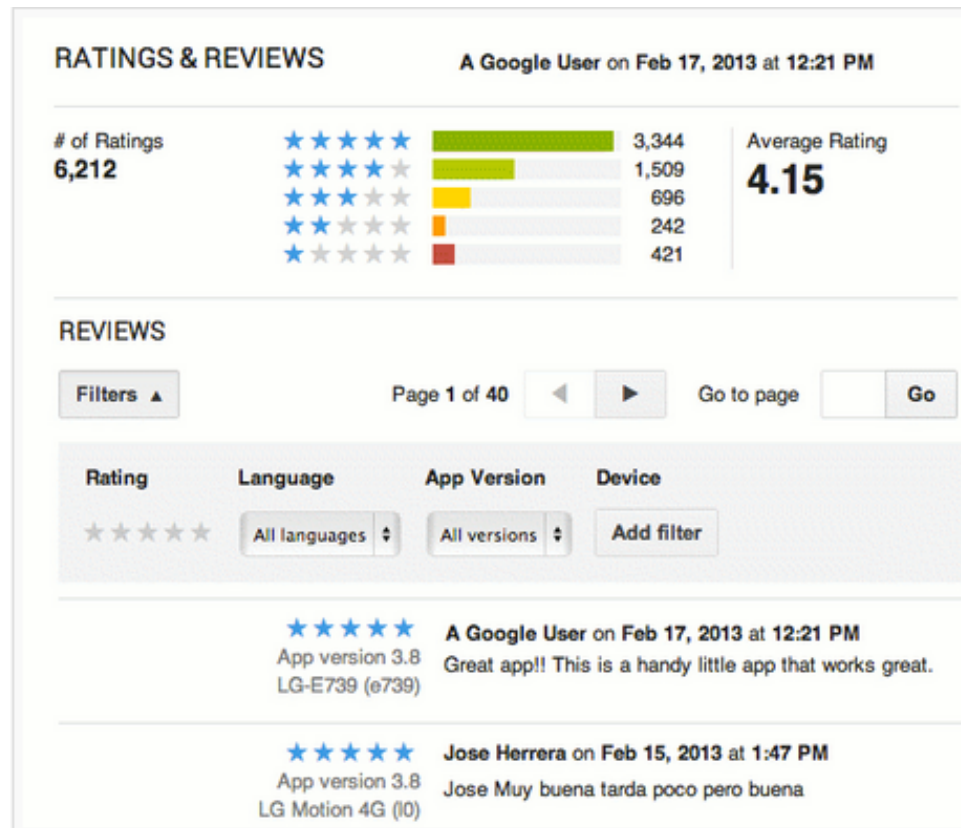 RATINGS & REVIEWS
A Google User on Feb 17, 2013 at 12:21 PM
# of Ratings
6,212
3,344
1,509
696
242
421
Average Rating
4.15
REVIEWS
Filters ▲
Page 1 of 40
Go to page
Go
Rating
Language
App Version
Device
All languages
All versions
Add filter
App version 3.8
LG-E739 (e739)
A Google User on Feb 17, 2013 at 12:21 PM
Great app!! This is a handy little app that works great.
App version 3.8
LG Motion 4G (l0)
Jose Herrera on Feb 15, 2013 at 1:47 PM
Jose Muy buena tarda poco pero buena